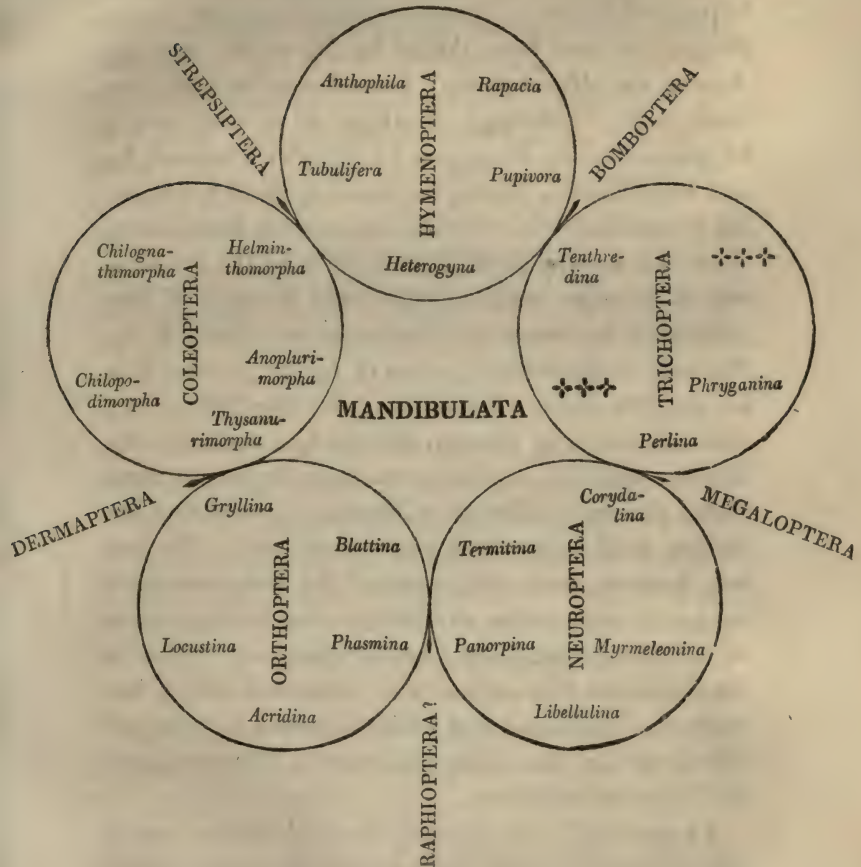 STREPSIPTERA
BOMBOPTERA
Anthophila
Rapacia
Tubulifera
Pupivora
HYMENOPTERA
Heterogyna
Chilogna-
thimorpha
Helmin-
thomorpha
COLEOPTERA
Anopluri-
morpha
Chilopo-
dimorpha
Thysanu-
rimorpha
Tenthre-
dina
TRICHOPTERA
Phryganina
Perlina
MANDIBULATA
DERMAPTERA
MEGALOPTERA
Gryllina
Blattina
ORTHOPTERA
Locustina
Phasmina
Acridina
Coryda-
lina
Termitina
NEUROPTERA
Panorpina
Myrmeleonina
Libellulina
RAPHIOPTERA?